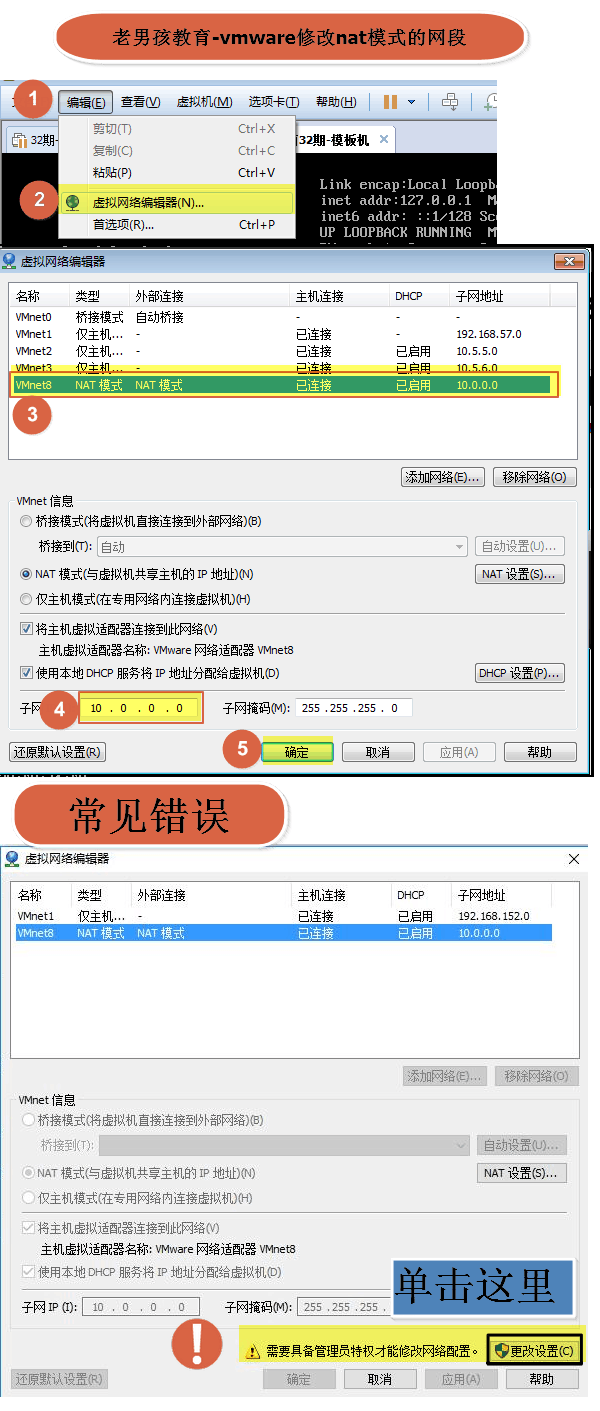 老男孩教育-vmware修改nat模式的网段
1
编辑(E) 查看(V) 虚拟机(M) 选项卡(T) 帮助(H)
剪切(T) Ctrl+X
32期- 32期-模板机
复制(C) Ctrl+C
粘贴(P) Ctrl+V
Link encap:Local Loopb
2
虚拟网络编辑器(N)...
inet addr:127.0.0.1 M
inet6 addr: ::1/128 Sco
首选项(R)... Ctrl+P
UP LOOPBACK RUNNING M
虚拟网络编辑器
名称 类型 外部连接 主机连接 DHCP 子网地址
VMnet0 桥接模式 自动桥接 - - -
VMnet1 仅主机... - 已连接 - 192.168.57.0
VMnet2 仅主机... - 已连接 已启用 10.5.5.0
VMnet3 仅主机... - 已连接 已启用 10.5.6.0
VMnet8 NAT 模式 NAT 模式 已连接 已启用 10.0.0.0
3
添加网络(E)... 移除网络(O)
VMnet 信息
桥接模式(将虚拟机直接连接到外部网络)(B)
桥接到(T): 自动 自动设置(U)...
NAT 模式(与虚拟机共享主机的 IP 地址)(N) NAT 设置(S)...
仅主机模式(在专用网络内连接虚拟机)(H)
将主机虚拟适配器连接到此网络(V)
主机虚拟适配器名称: VMware 网络适配器 VMnet8
使用本地 DHCP 服务将 IP 地址分配给虚拟机(D) DHCP 设置(P)...
子网 4 10 . 0 . 0 . 0 子网掩码(M): 255 .255 .255 . 0
还原默认设置(R) 5 确定 取消 应用(A) 帮助
常见错误
虚拟网络编辑器
名称 类型 外部连接 主机连接 DHCP 子网地址
VMnet1 仅主机... - 已连接 已启用 192.168.152.0
VMnet8 NAT 模式 NAT 模式 已连接 已启用 10.0.0.0
添加网络(E)... 移除网络(O)
VMnet 信息
桥接模式(将虚拟机直接连接到外部网络)(B)
桥接到(T): 自动设置(U)...
NAT 模式(与虚拟机共享主机的 IP 地址)(N) NAT 设置(S)...
仅主机模式(在专用网络内连接虚拟机)(H)
将主机虚拟适配器连接到此网络(V)
主机虚拟适配器名称: VMware 网络适配器 VMnet8
使用本地 DHCP 服务将 IP 地址分配给虚拟机(D)
单击这里
子网 IP (I): 10 . 0 . 0 . 0 子网掩码(M): 255 .255 .255 .
! 需要具备管理员特权才能修改网络配置。 更改设置(C)
还原默认设置(R) 确定 取消 应用(A) 帮助